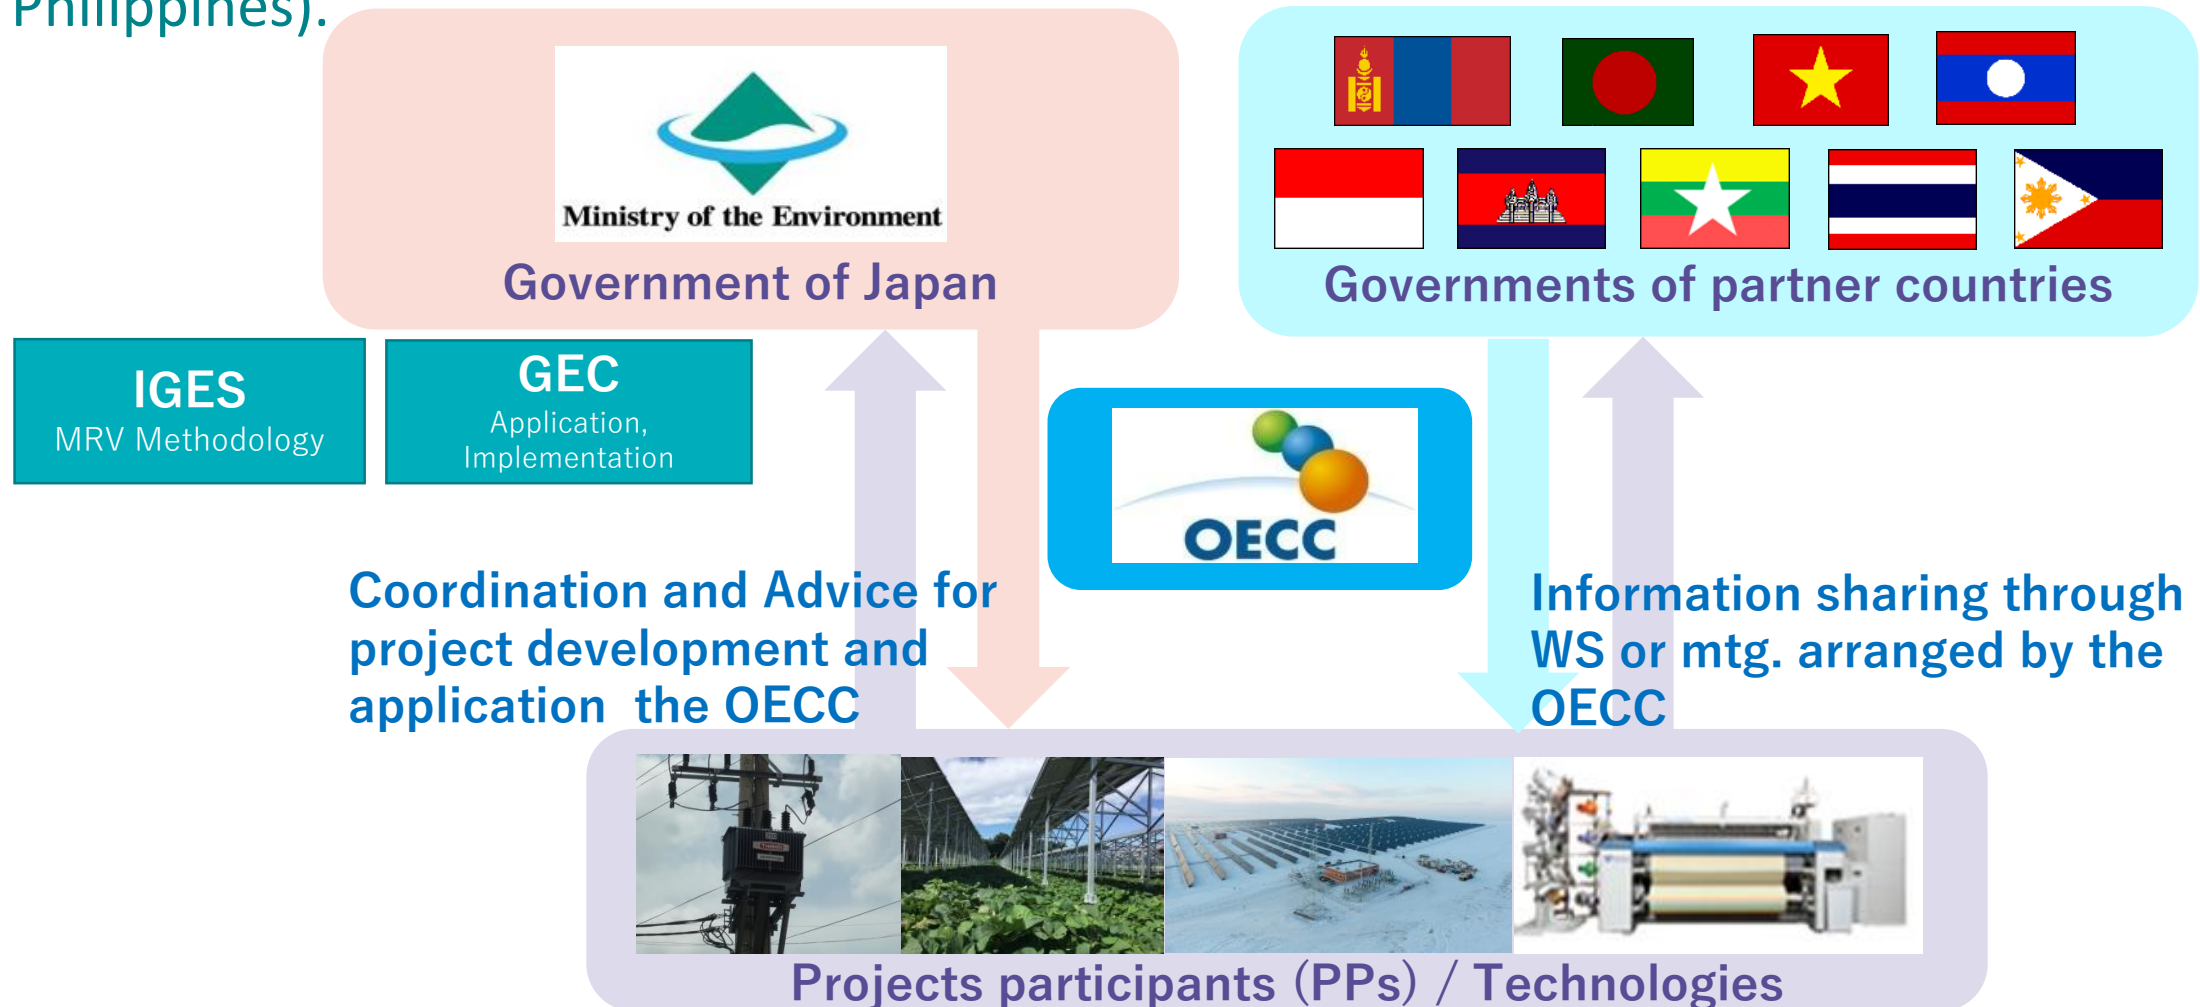 Philippines).
Ministry of the Environment
Government of Japan
Governments of partner countries
IGES
MRV Methodology
GEC
Application,
Implementation
OECC
Coordination and Advice for
project development and
application the OECC
Information sharing through
WS or mtg. arranged by the
OECC
Projects participants (PPs) / Technologies